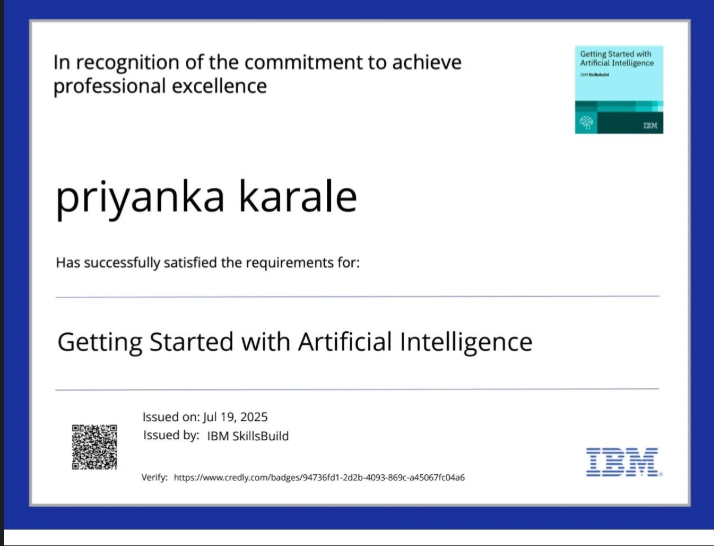 In recognition of the commitment to achieve
professional excellence
Getting Started with
Artificial Intelligence
IBM SkillsBuild
IBM
priyanka karale
Has successfully satisfied the requirements for:
Getting Started with Artificial Intelligence
Issued on: Jul 19, 2025
Issued by: IBM SkillsBuild
Verify: https://www.credly.com/badges/94736fd1-2d2b-4093-869c-a45067fc04a6
IBM